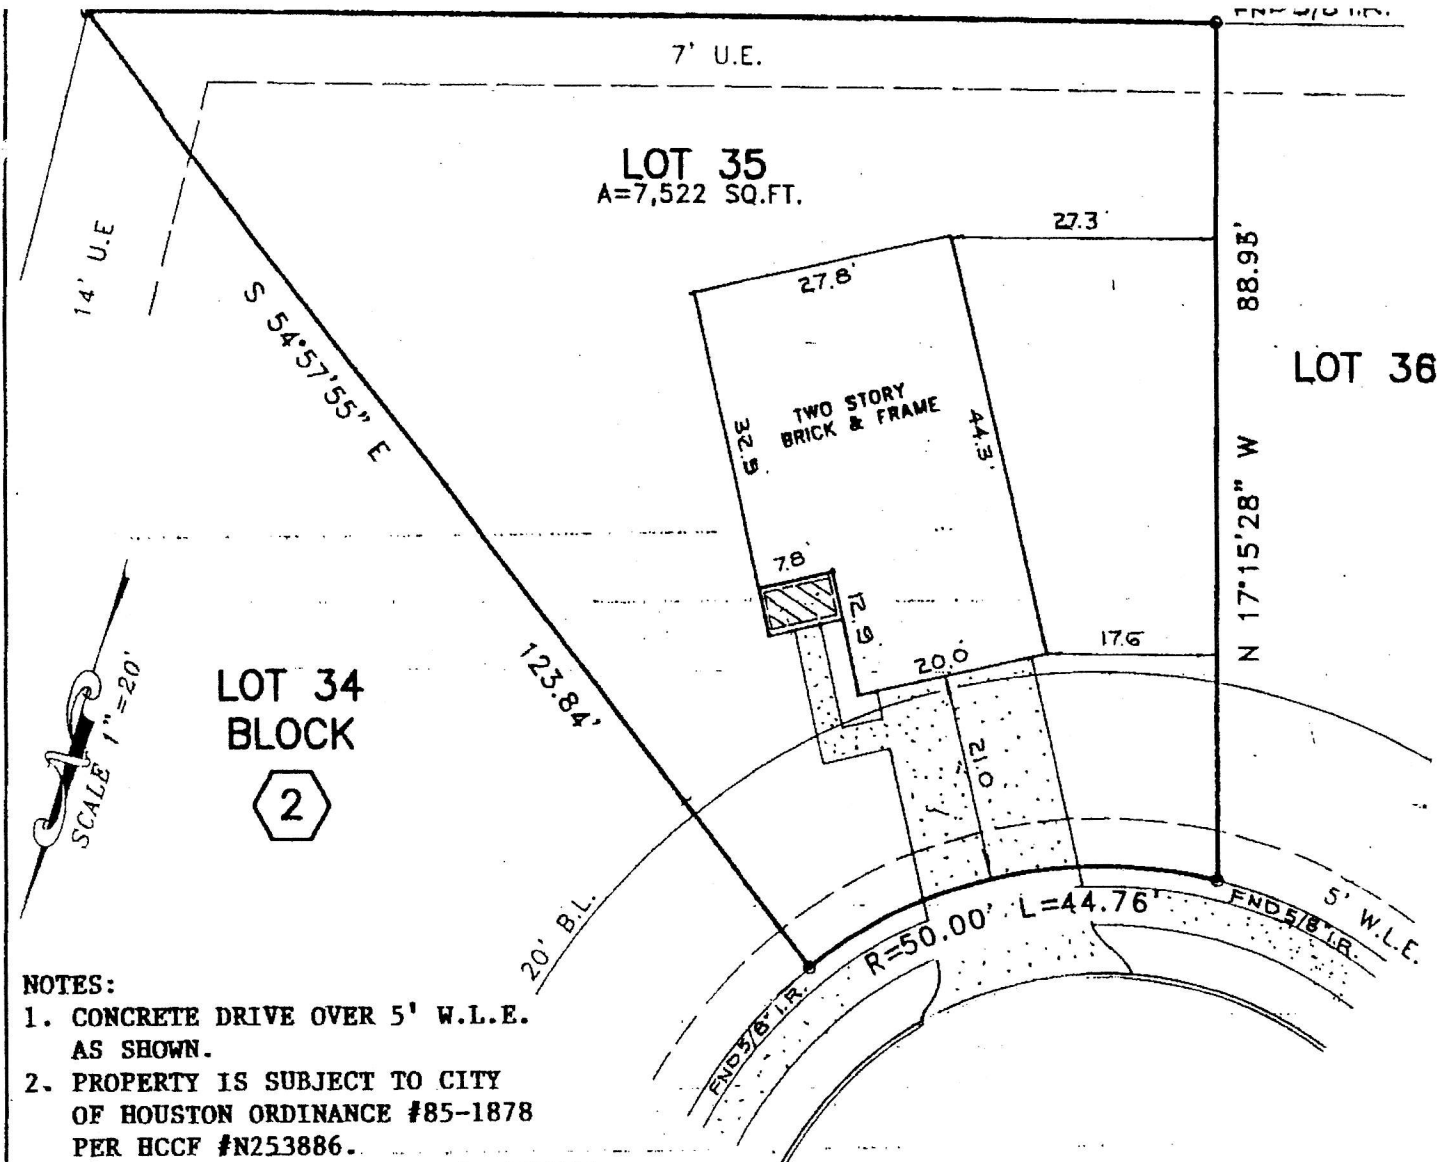 7' U.E.
LOT 35
A=7,522 SQ.FT.
27.3'
27.8'
14' U.E
S 54°57'55" E
88.93'
LOT 36
TWO STORY
BRICK & FRAME
32.9
44.3'
N 17°15'28" W
7.8'
12.9
20.0'
17.6
123.84'
LOT 34
BLOCK
2
SCALE 1"=20'
21.0
20' B.L.
R=50.00' L=44.76'
FND 5/8" I.R.
5' W.L.E.
FND 5/8" I.R.
NOTES:
1. CONCRETE DRIVE OVER 5' W.L.E.
AS SHOWN.
2. PROPERTY IS SUBJECT TO CITY
OF HOUSTON ORDINANCE #85-1878
PER HCCF #N253886.